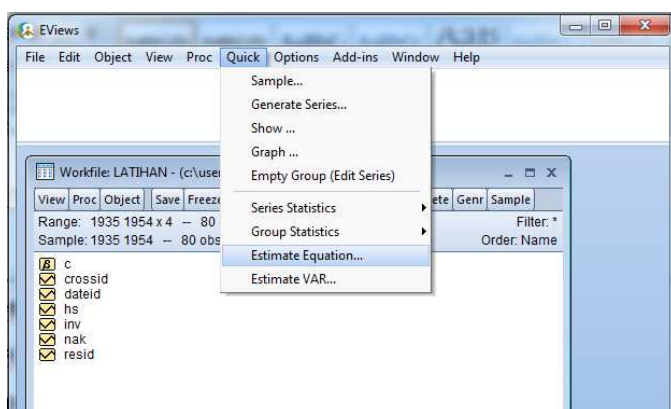 EViews
File Edit Object View Proc Quick Options Add-ins Window Help
Sample...
Generate Series...
Show ...
Graph ...
Empty Group (Edit Series)
Series Statistics
Group Statistics
Estimate Equation...
Estimate VAR...
Workfile: LATIHAN - (c:\user
View Proc Object Save Freeze ete Genr Sample
Range: 1935 1954 x 4 -- 80 Filter: *
Sample: 1935 1954 -- 80 obs Order: Name
c
crossid
dateid
hs
inv
nak
resid